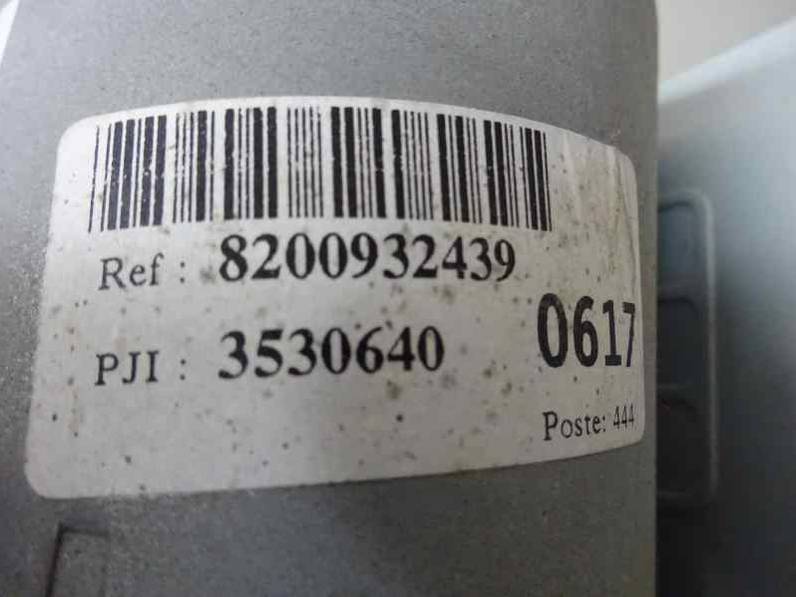 Ref : 8200932439
0617
PJI : 3530640
Poste: 444